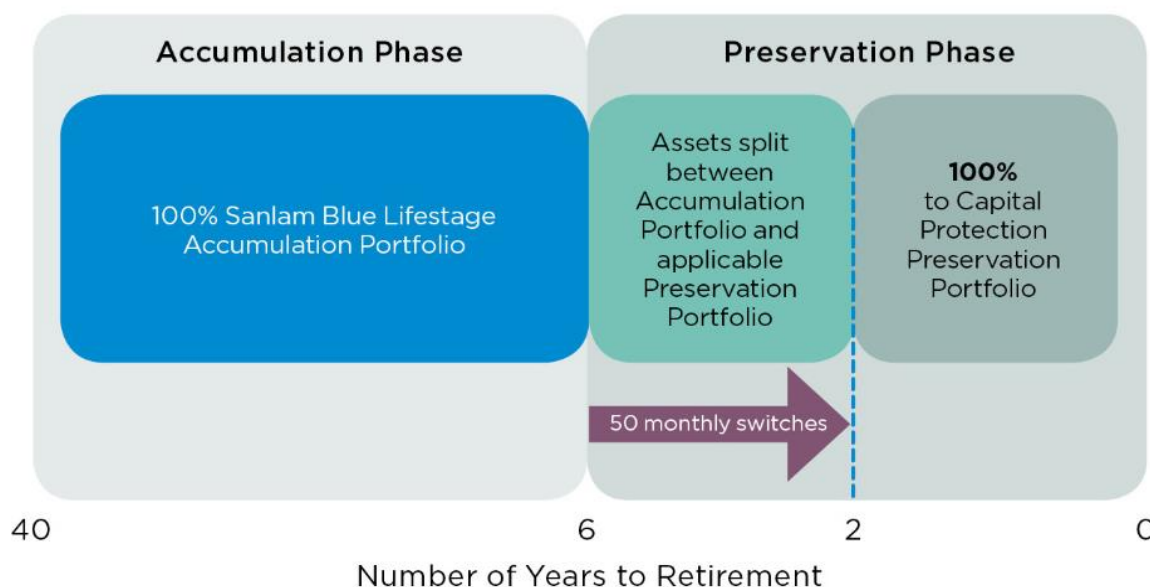 Accumulation Phase
Preservation Phase
100% Sanlam Blue Lifestage
Accumulation Portfolio
Assets split
between
Accumulation
Portfolio and
applicable
Preservation
Portfolio
100%
to Capital
Protection
Preservation
Portfolio
50 monthly switches
40 6 2 0
Number of Years to Retirement